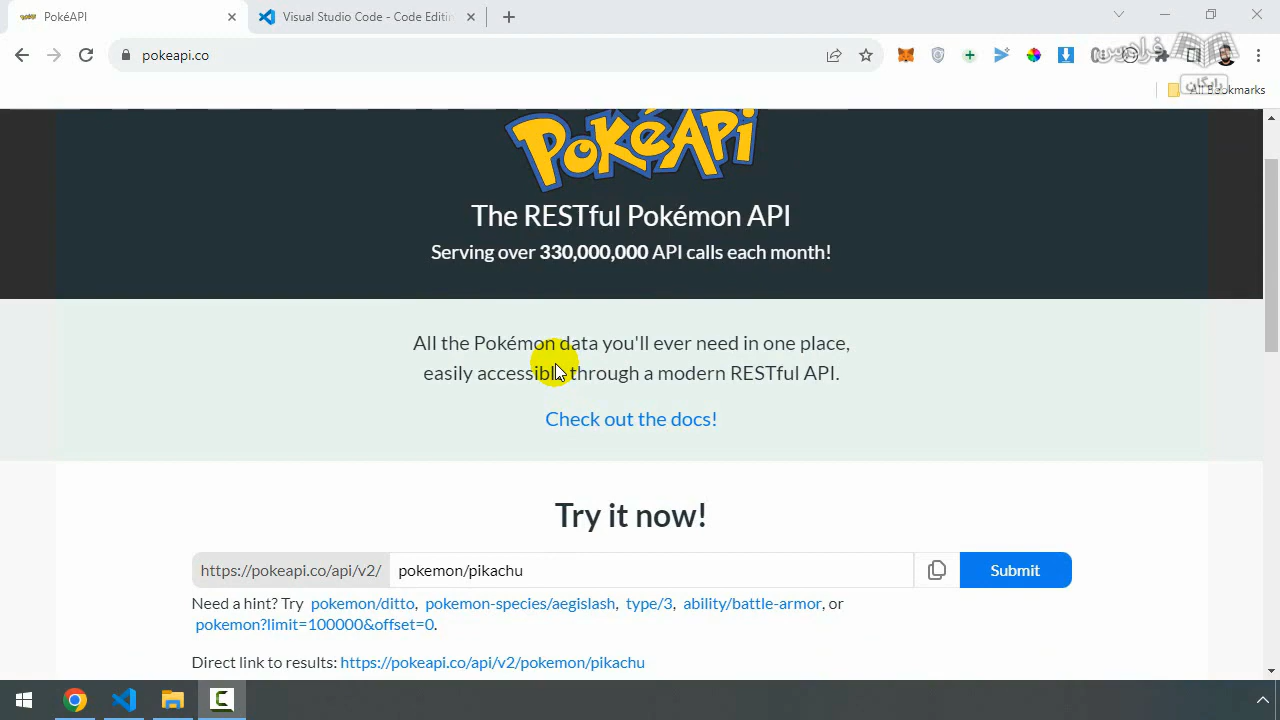 PokéAPI
Visual Studio Code - Code Editin
pokeapi.co
فرادرس
رایگان
All Bookmarks
PokéAPi
The RESTful Pokémon API
Serving over 330,000,000 API calls each month!
All the Pokémon data you'll ever need in one place,
easily accessible through a modern RESTful API.
Check out the docs!
Try it now!
https://pokeapi.co/api/v2/
pokemon/pikachu
Submit
Need a hint? Try pokemon/ditto, pokemon-species/aegislash, type/3, ability/battle-armor, or
pokemon?limit=100000&offset=0.
Direct link to results: https://pokeapi.co/api/v2/pokemon/pikachu